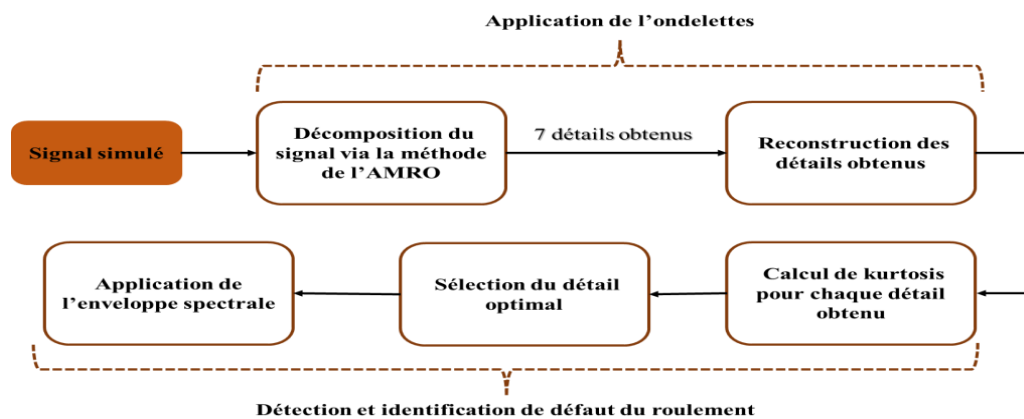 Application de l'ondelettes
Signal simulé
Décomposition du
signal via la méthode
de l'AMRO
7 détails obtenus
Reconstruction des
détails obtenus
Application de
l'enveloppe spectrale
Sélection du détail
optimal
Calcul de kurtosis
pour chaque détail
obtenu
Détection et identification de défaut du roulement